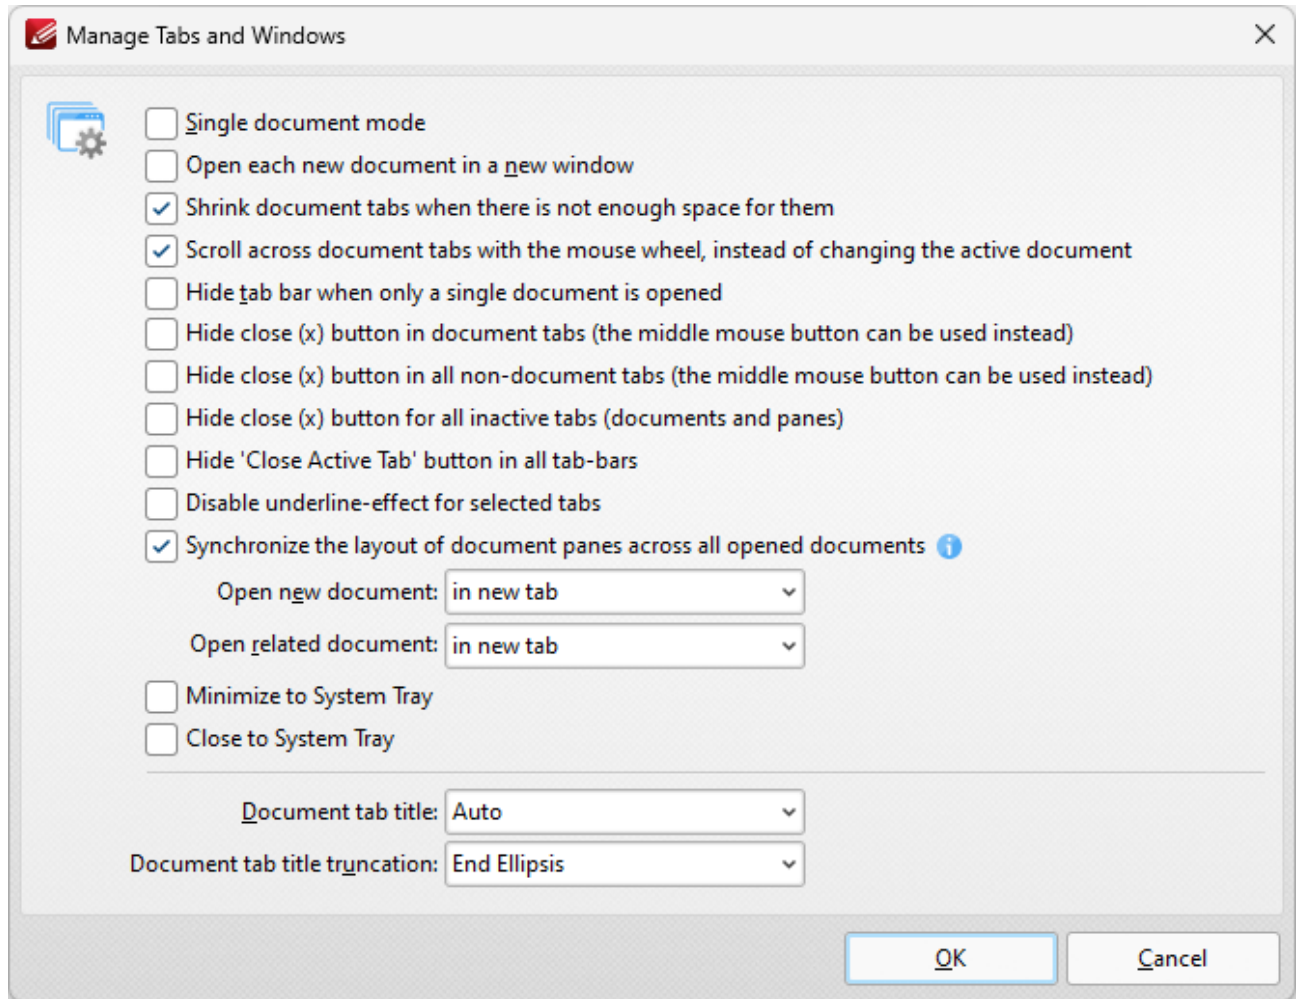 Manage Tabs and Windows
Single document mode
Open each new document in a new window
Shrink document tabs when there is not enough space for them
Scroll across document tabs with the mouse wheel, instead of changing the active document
Hide tab bar when only a single document is opened
Hide close (x) button in document tabs (the middle mouse button can be used instead)
Hide close (x) button in all non-document tabs (the middle mouse button can be used instead)
Hide close (x) button for all inactive tabs (documents and panes)
Hide 'Close Active Tab' button in all tab-bars
Disable underline-effect for selected tabs
Synchronize the layout of document panes across all opened documents
Open new document: in new tab
Open related document: in new tab
Minimize to System Tray
Close to System Tray
Document tab title: Auto
Document tab title truncation: End Ellipsis
OK Cancel